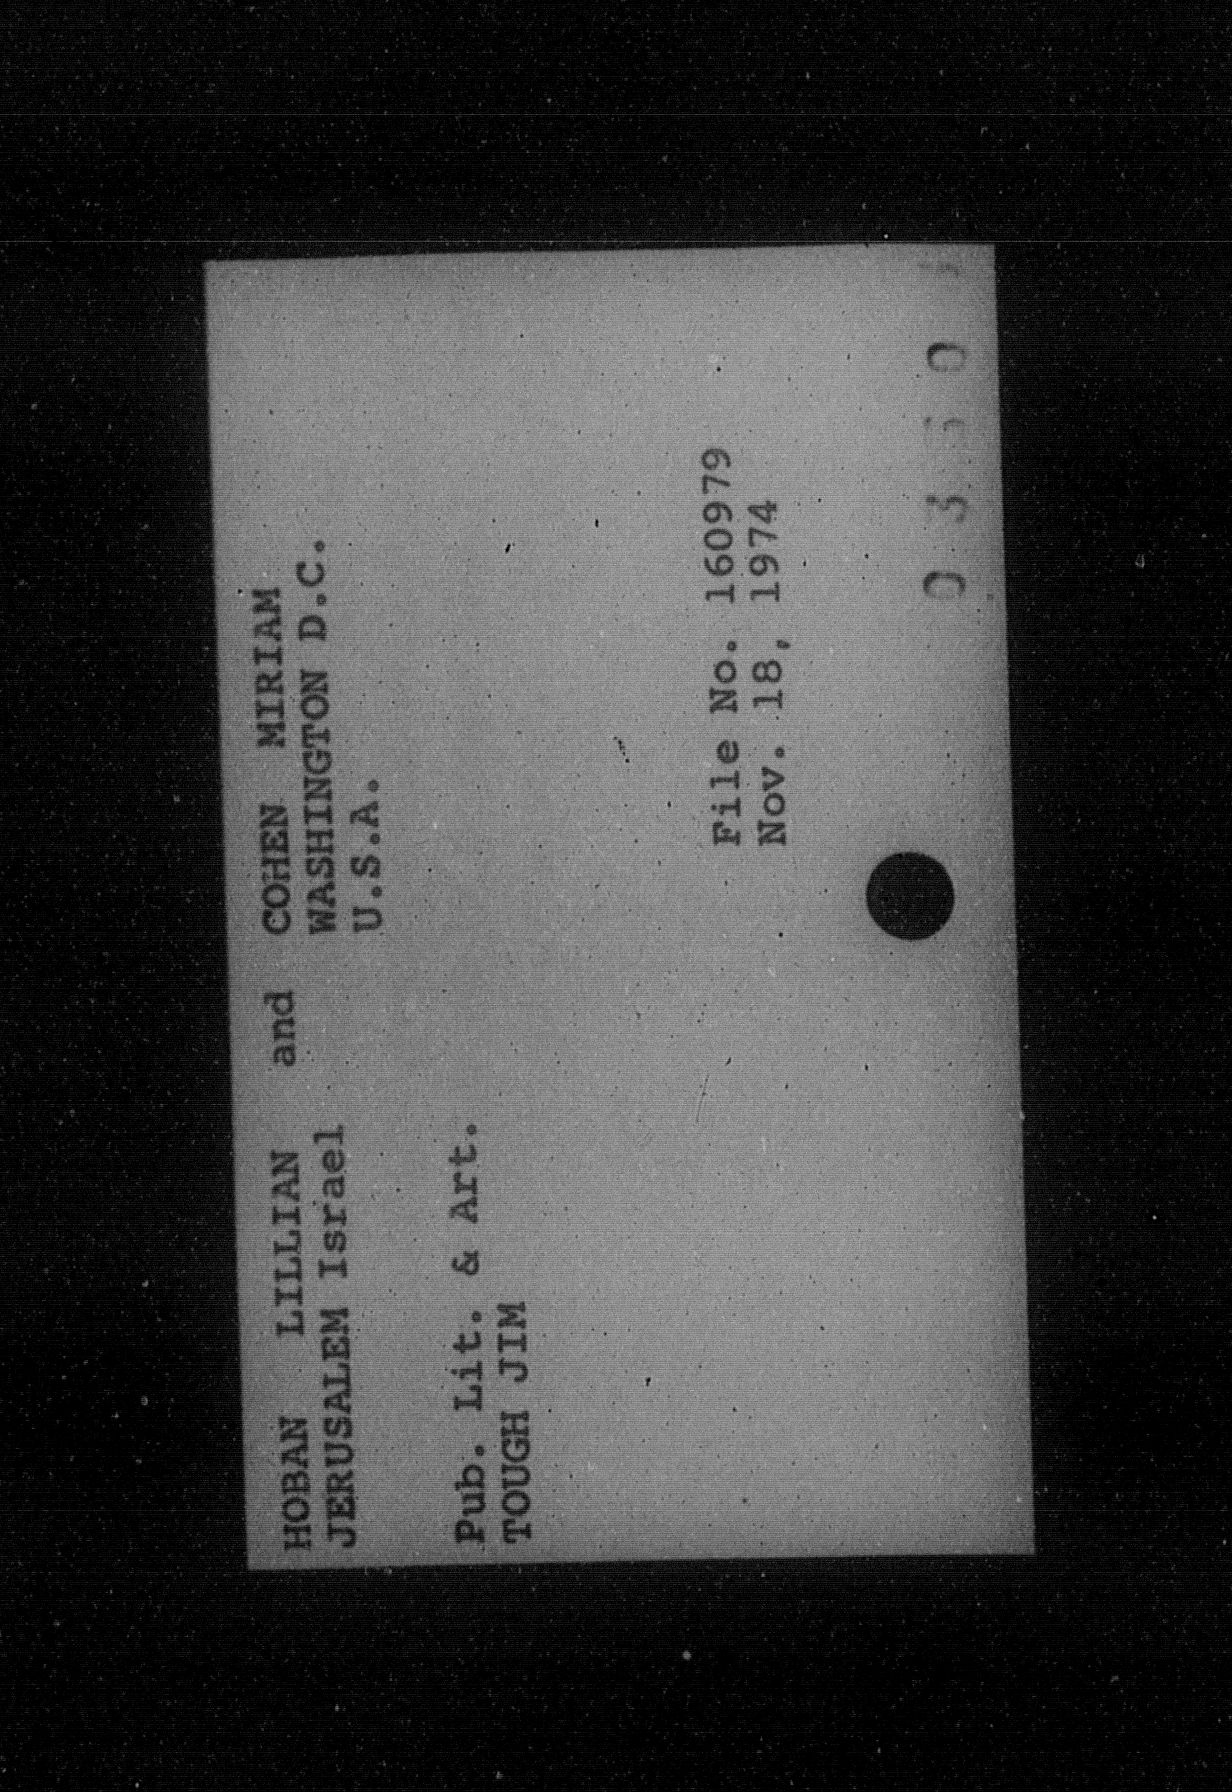 HOBAN LILLIAN and COHEN MIRIAM
JERUSALEM Israel WASHINGTON D.C.
U.S.A.
Pub. Lit. & Art.
TOUGH JIM
File No. 160979
Nov. 18, 1974